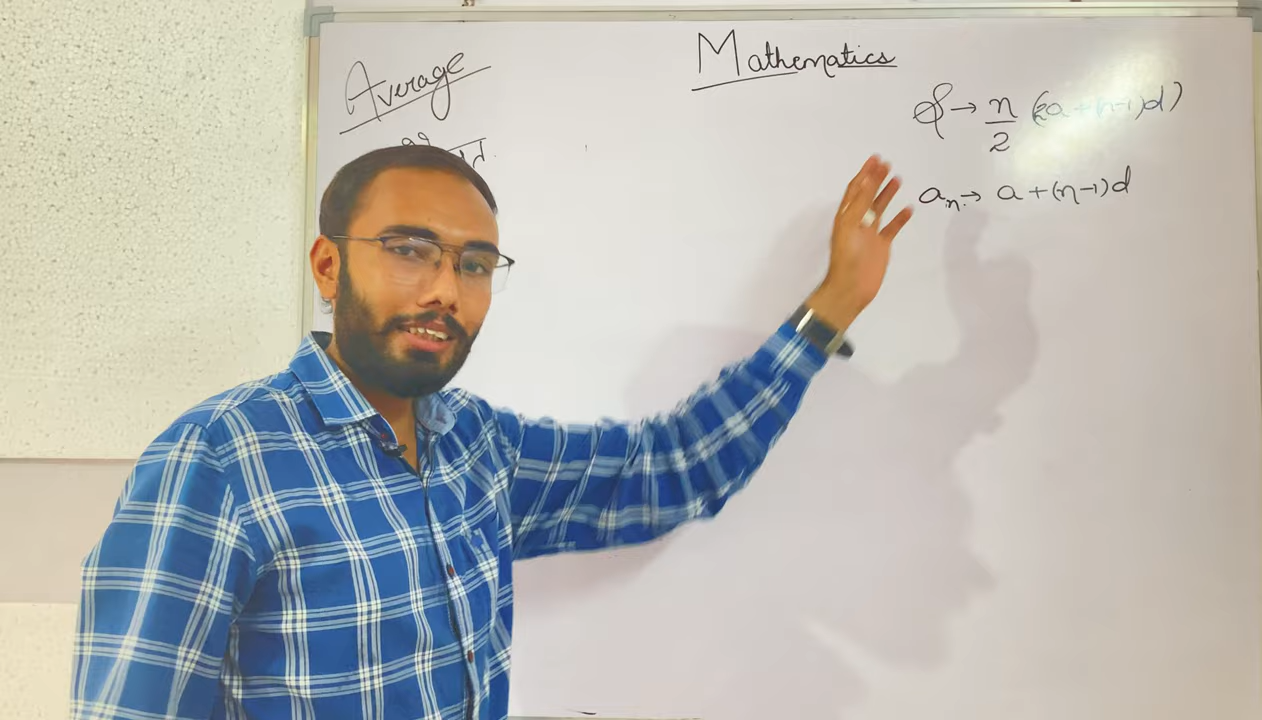 Mathematics
Average
S → n/2 (2a + (n-1)d)
aₙ → a + (n-1)d